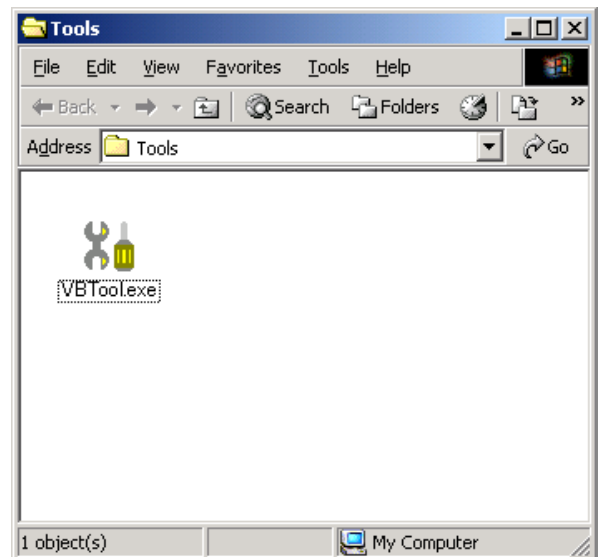 Tools
File Edit View Favorites Tools Help
Back Search Folders »
Address Tools Go
VBTool.exe
1 object(s) My Computer